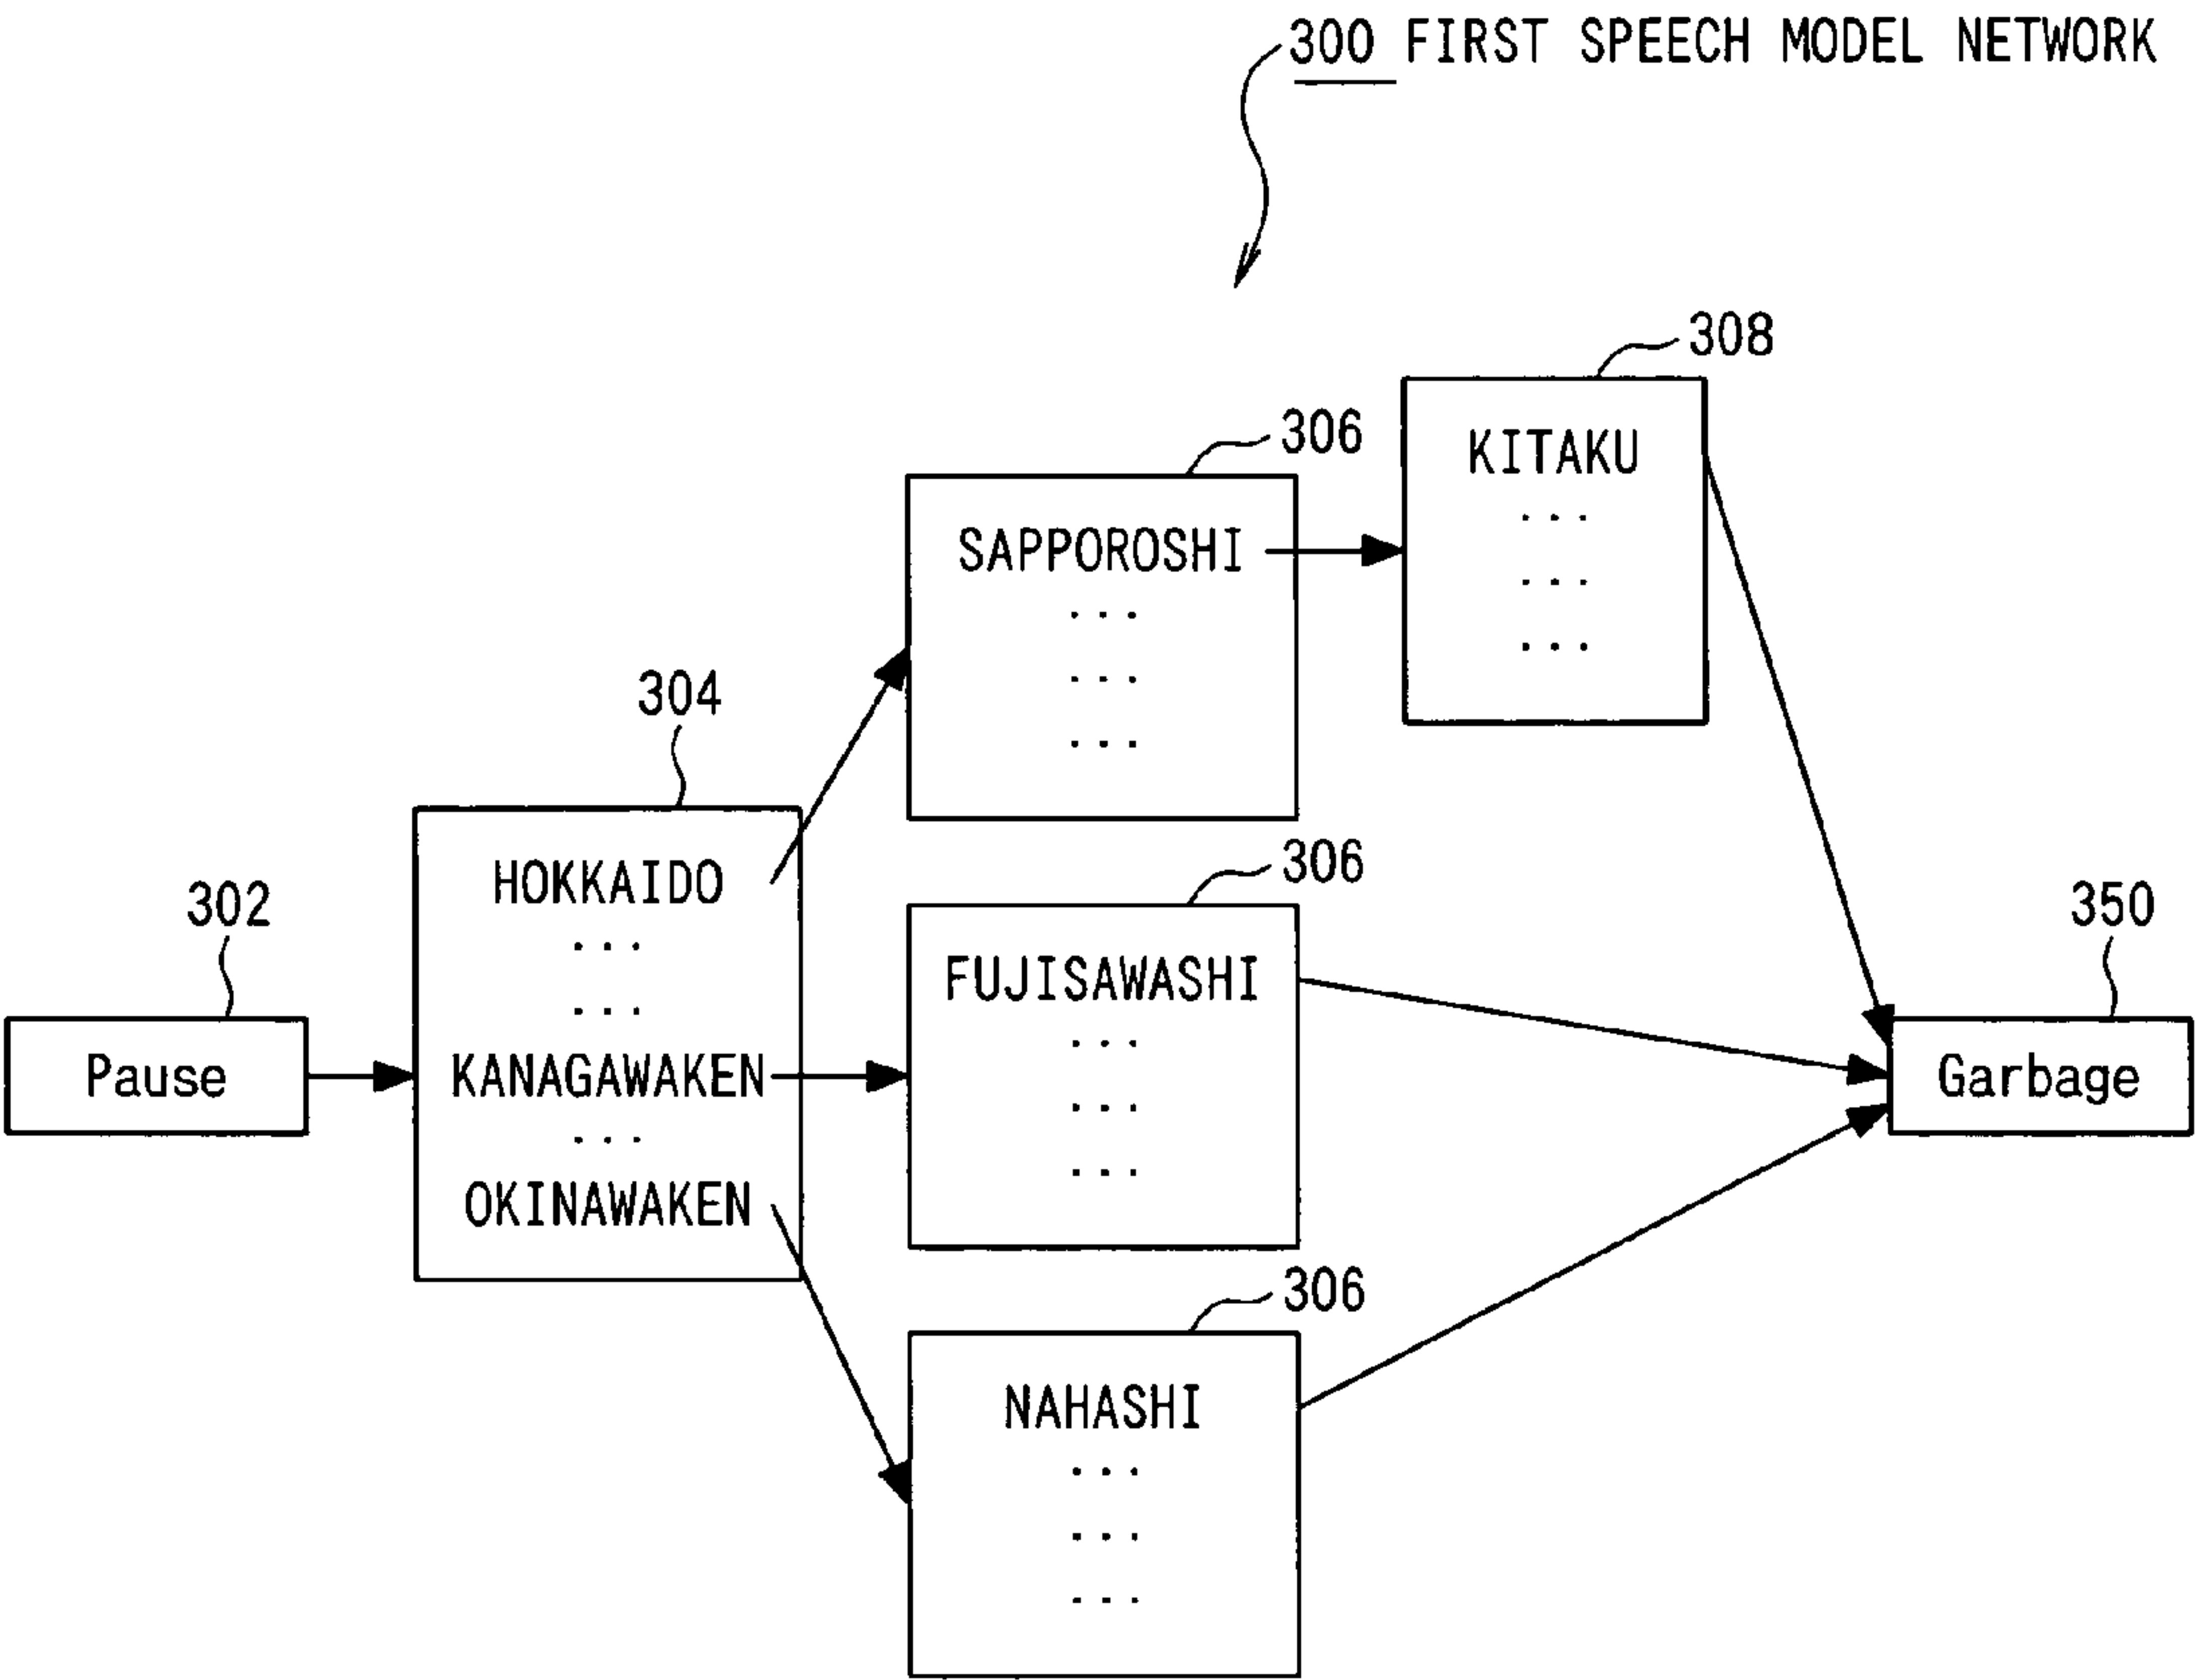 300 FIRST SPEECH MODEL NETWORK
308
KITAKU
...
...
...
306
SAPPOROSHI
...
...
...
304
HOKKAIDO
...
...
KANAGAWAKEN
...
OKINAWAKEN
302
Pause
306
FUJISAWASHI
...
...
...
350
Garbage
306
NAHASHI
...
...
...